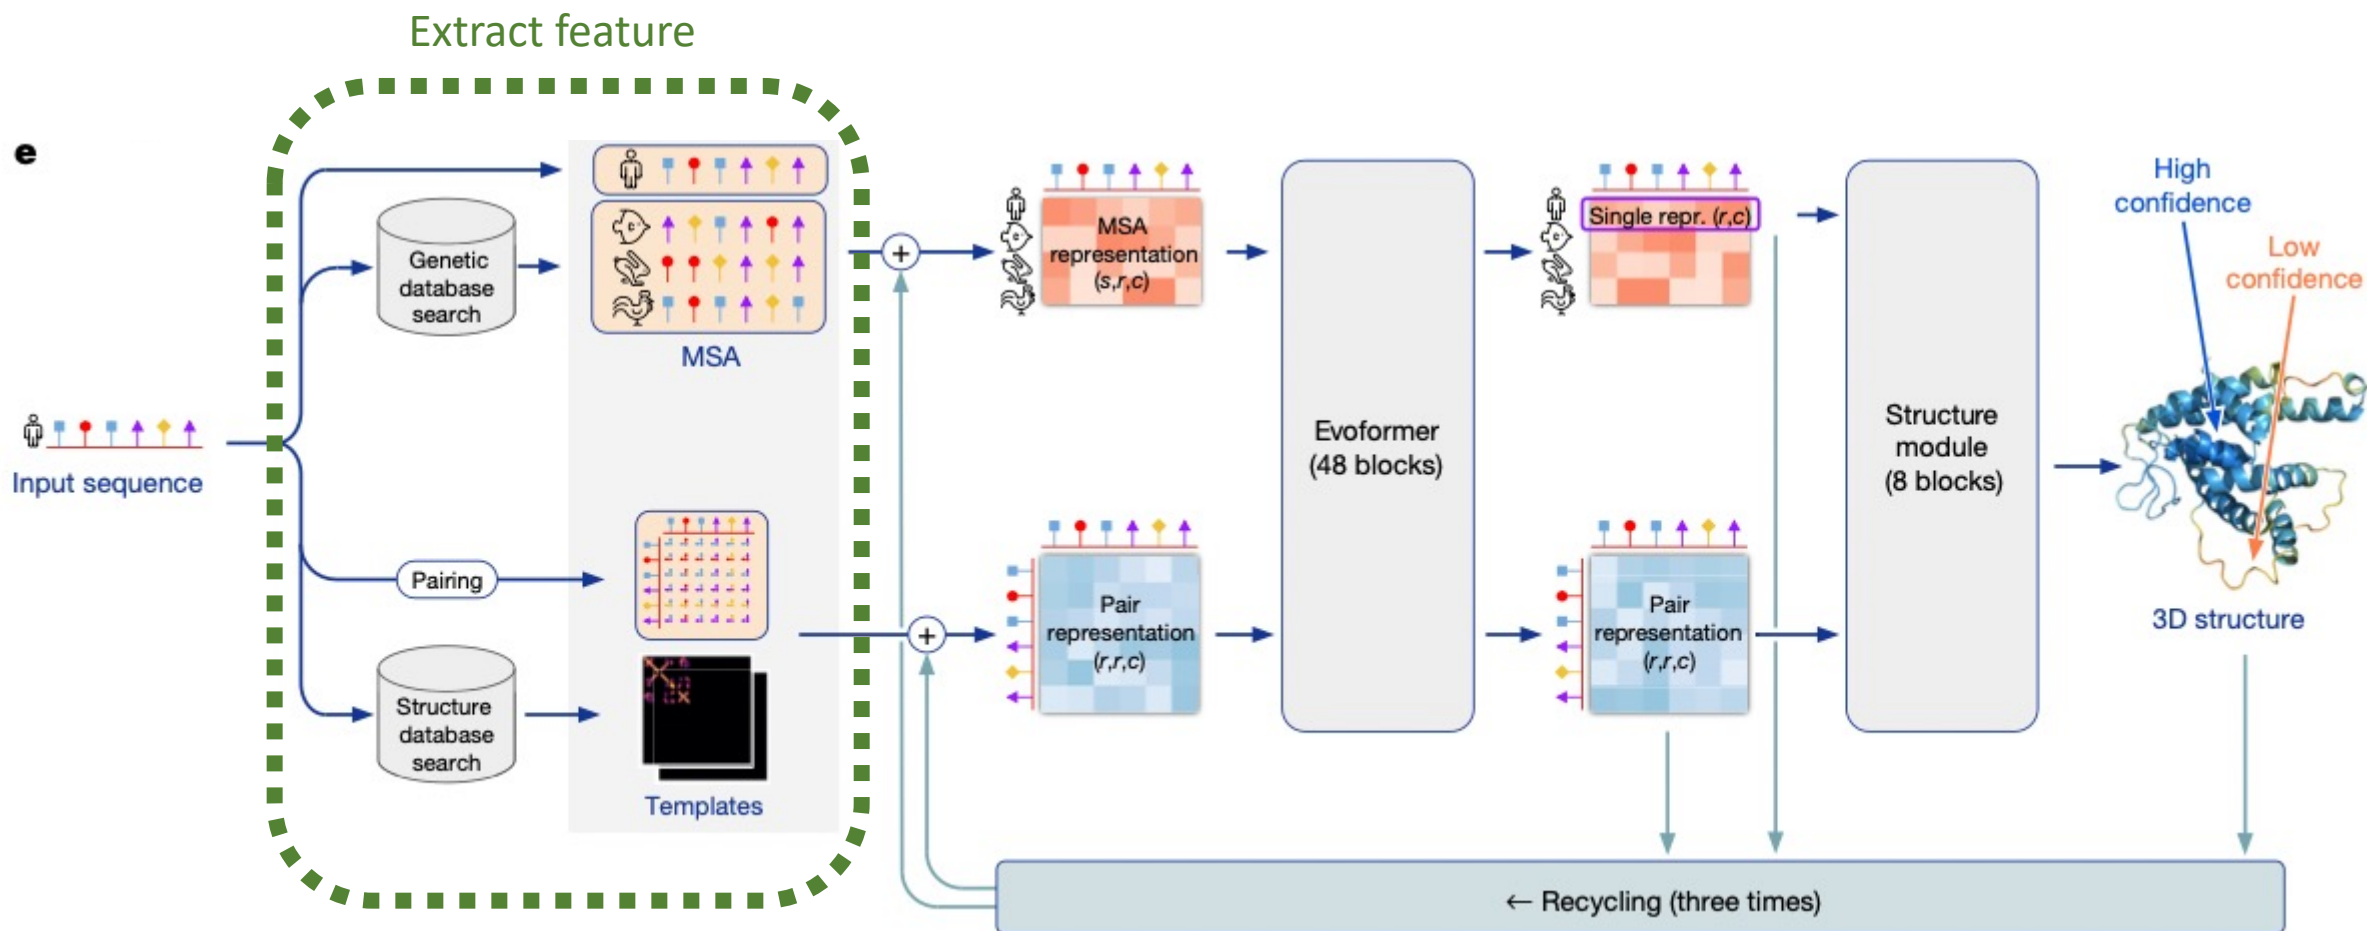 Extract feature
e
Input sequence
Genetic
database
search
MSA
Pairing
Structure
database
search
Templates
+
+
MSA
representation
(s,r,c)
Pair
representation
(r,r,c)
Evoformer
(48 blocks)
Single repr. (r,c)
Pair
representation
(r,r,c)
Structure
module
(8 blocks)
High
confidence
Low
confidence
3D structure
← Recycling (three times)